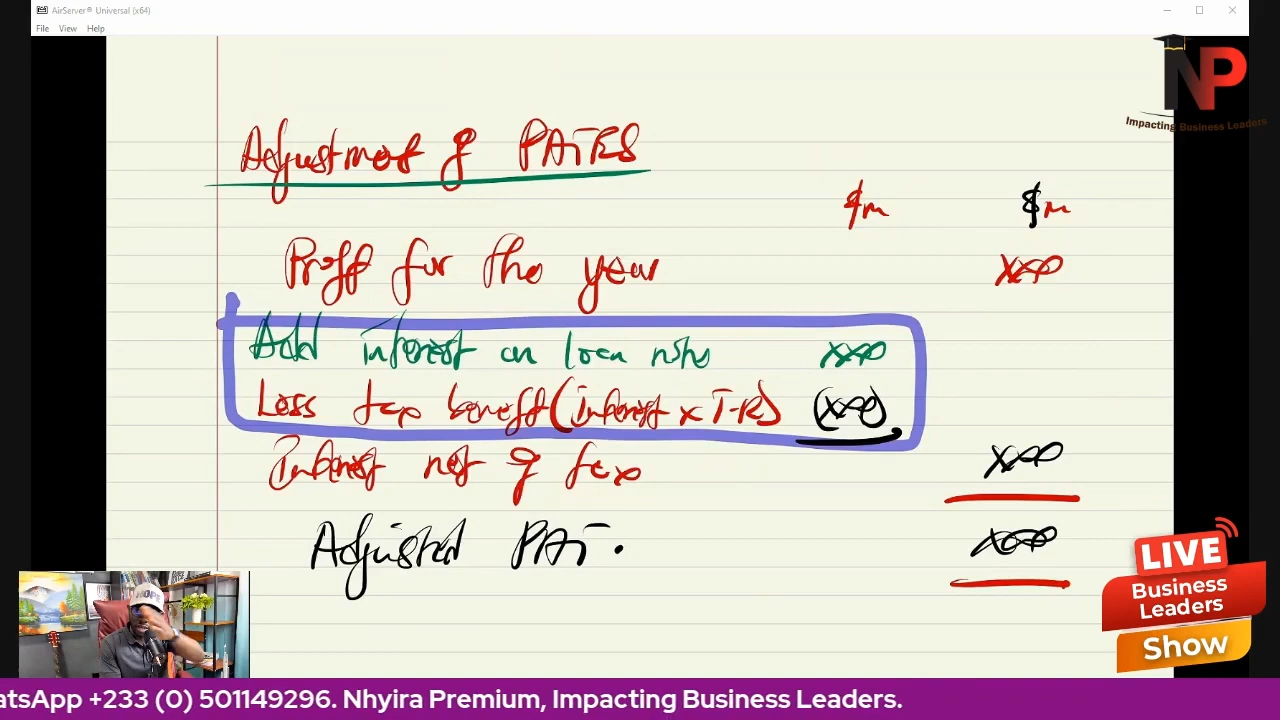 AirServer® Universal (x64)
File View Help
NP
Impacting Business Leaders
Adjustment of PATES
$m $m
Profit for the year xxx
Add interest on loan notes xxx
Less tax benefit (Interest x T-R) (xxx)
Interest net of tax xxx
Adjusted PAT. xxx
HOPE
LIVE
Business
Leaders
Show
atsApp +233 (0) 501149296. Nhyira Premium, Impacting Business Leaders.